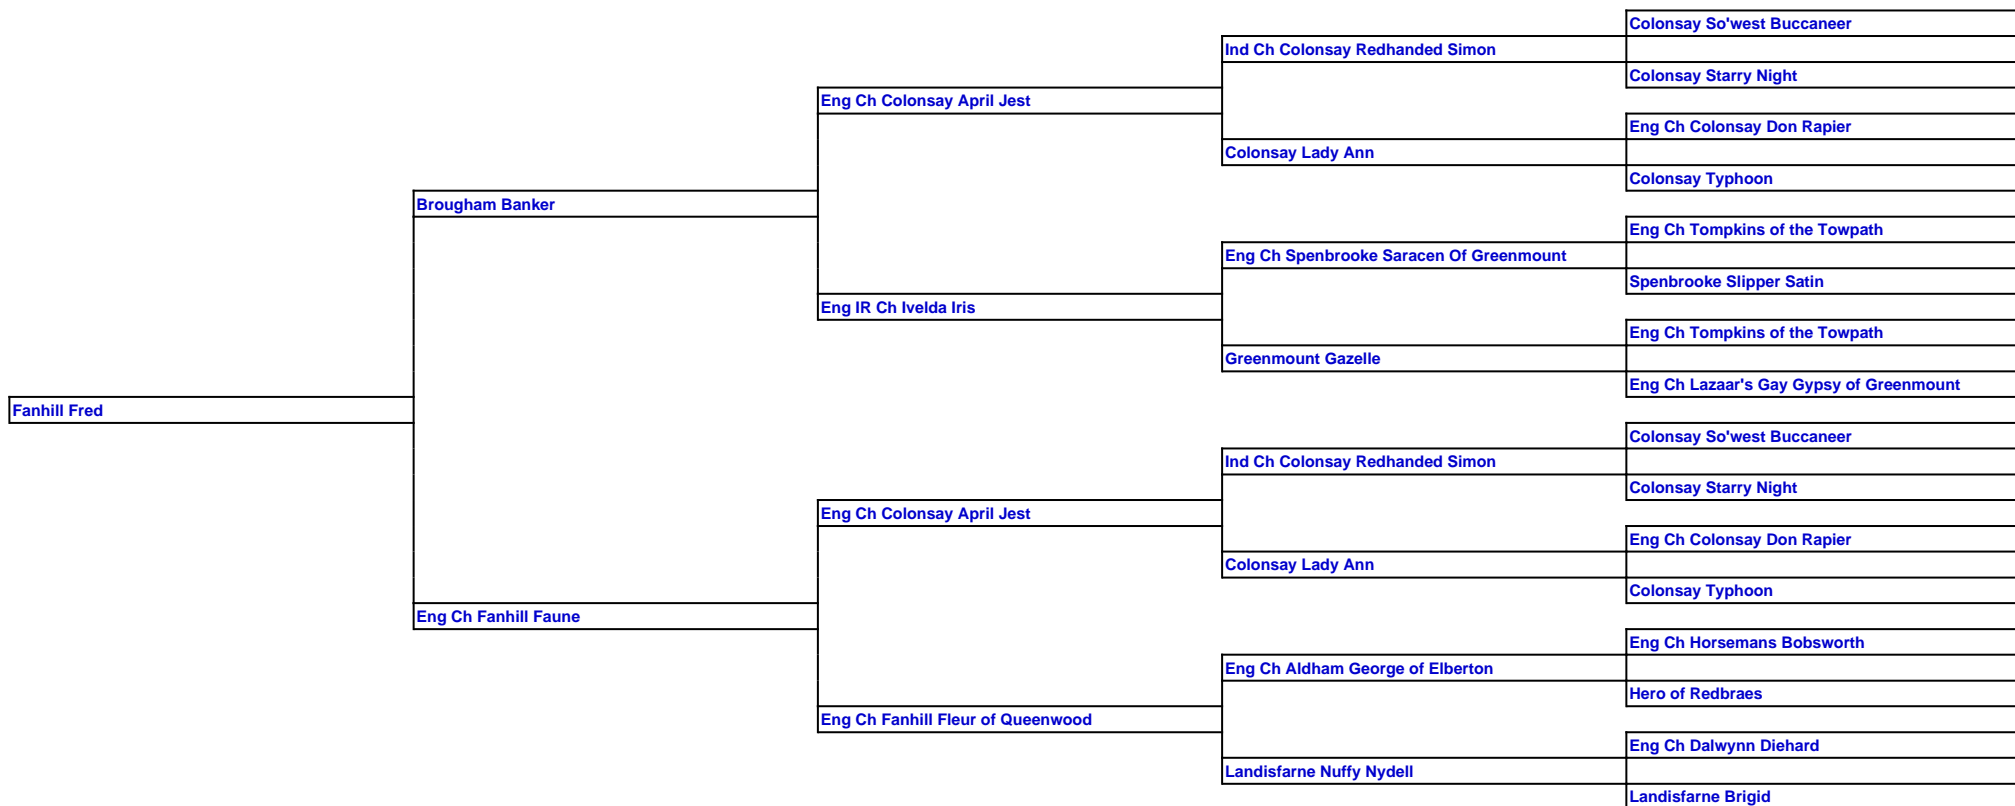 Colonsay So'west Buccaneer
Ind Ch Colonsay Redhanded Simon
Colonsay Starry Night
Eng Ch Colonsay April Jest
Eng Ch Colonsay Don Rapier
Colonsay Lady Ann
Colonsay Typhoon
Brougham Banker
Eng Ch Tompkins of the Towpath
Eng Ch Spenbrooke Saracen Of Greenmount
Spenbrooke Slipper Satin
Eng IR Ch Ivelda Iris
Eng Ch Tompkins of the Towpath
Greenmount Gazelle
Eng Ch Lazaar's Gay Gypsy of Greenmount
Fanhill Fred
Colonsay So'west Buccaneer
Ind Ch Colonsay Redhanded Simon
Colonsay Starry Night
Eng Ch Colonsay April Jest
Eng Ch Colonsay Don Rapier
Colonsay Lady Ann
Colonsay Typhoon
Eng Ch Fanhill Faune
Eng Ch Horsemans Bobsworth
Eng Ch Aldham George of Elberton
Hero of Redbraes
Eng Ch Fanhill Fleur of Queenwood
Eng Ch Dalwynn Diehard
Landisfarne Nuffy Nydell
Landisfarne Brigid